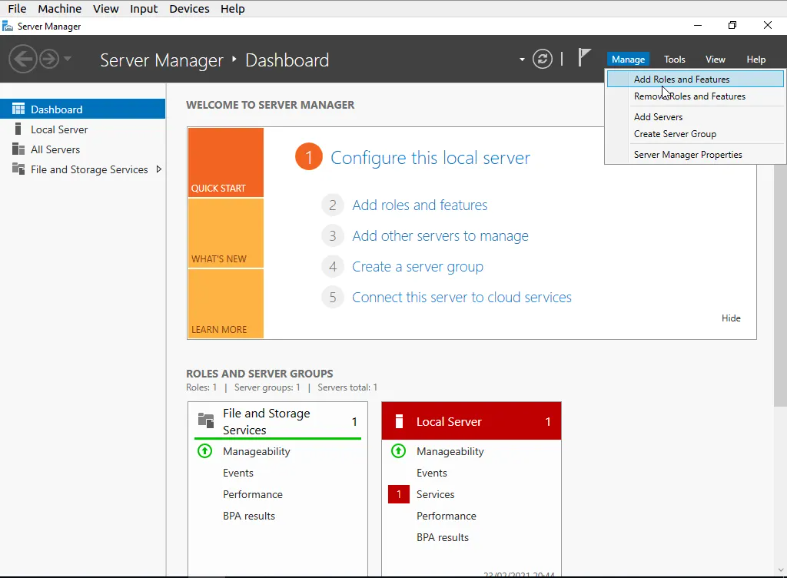 File Machine View Input Devices Help
Server Manager
Server Manager ‣ Dashboard
Manage Tools View Help
Add Roles and Features
Remove Roles and Features
Add Servers
Create Server Group
Server Manager Properties
Dashboard
Local Server
All Servers
File and Storage Services
WELCOME TO SERVER MANAGER
QUICK START
WHAT'S NEW
LEARN MORE
1 Configure this local server
2 Add roles and features
3 Add other servers to manage
4 Create a server group
5 Connect this server to cloud services
Hide
ROLES AND SERVER GROUPS
Roles: 1 | Server groups: 1 | Servers total: 1
File and Storage
Services
1
Manageability
Events
Performance
BPA results
Local Server 1
Manageability
Events
1 Services
Performance
BPA results
23/02/2021 20:44